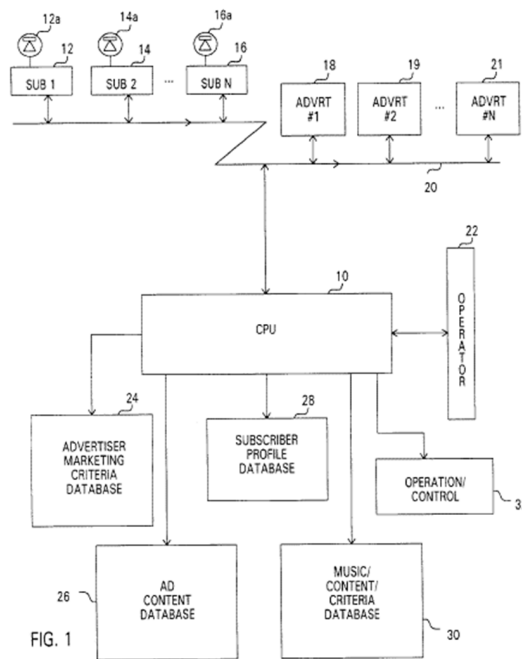 12a
14a
16a
12
14
16
SUB 1
SUB 2
...
SUB N
18
19
21
ADVRT
#1
ADVRT
#2
...
ADVRT
#N
20
22
10
CPU
OPERATOR
24
ADVERTISER
MARKETING
CRITERIA
DATABASE
28
SUBSCRIBER
PROFILE
DATABASE
OPERATION/
CONTROL
3
26
AD
CONTENT
DATABASE
MUSIC/
CONTENT/
CRITERIA
DATABASE
30
FIG. 1